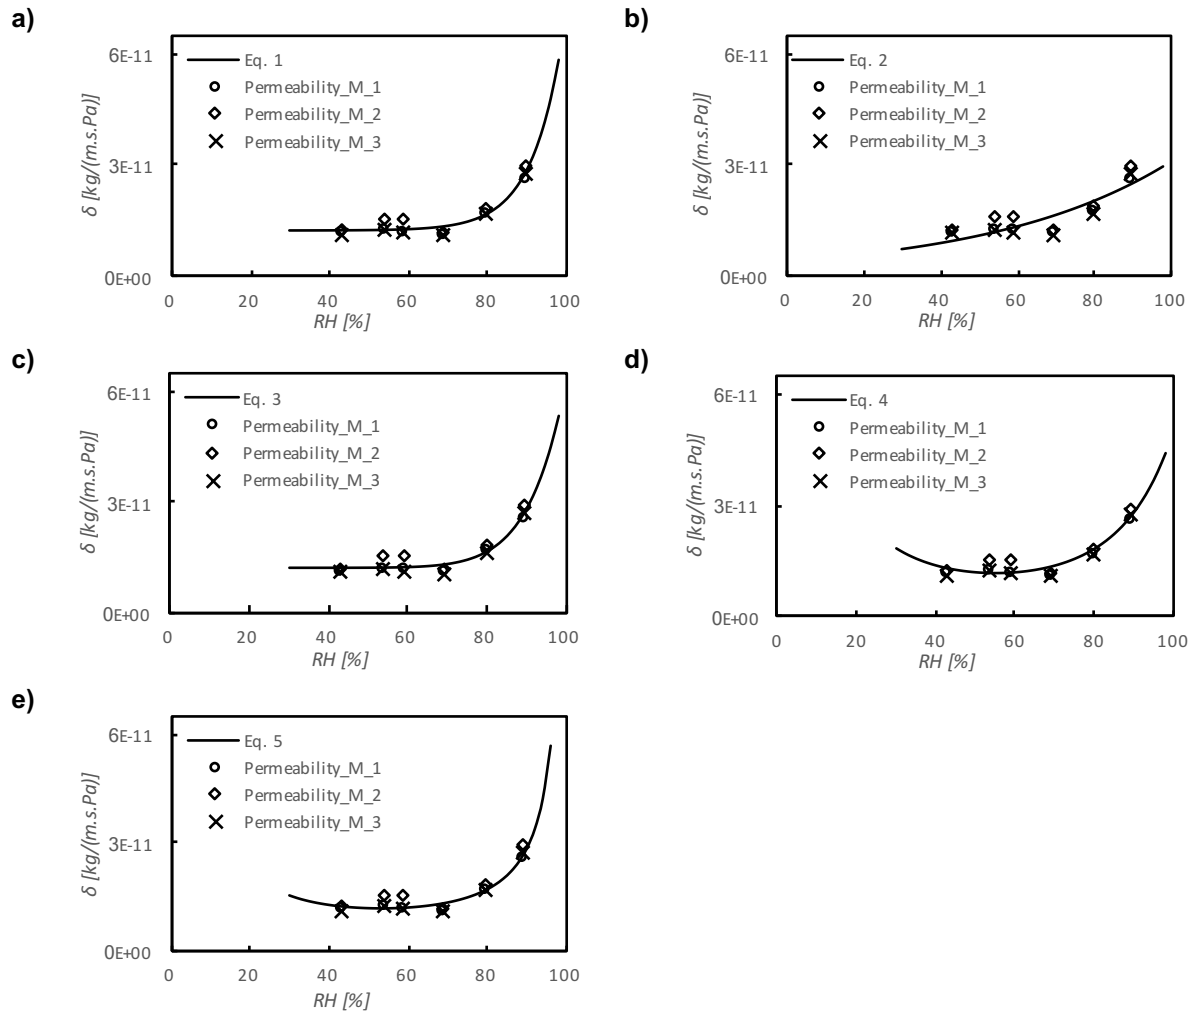 a)
δ [kg/(m.s.Pa)]
6E-11
3E-11
0E+00
Eq. 1
Permeability_M_1
Permeability_M_2
Permeability_M_3
0 20 40 60 80 100
RH [%]
b)
δ [kg/(m.s.Pa)]
6E-11
3E-11
0E+00
Eq. 2
Permeability_M_1
Permeability_M_2
Permeability_M_3
0 20 40 60 80 100
RH [%]
c)
δ [kg/(m.s.Pa)]
6E-11
3E-11
0E+00
Eq. 3
Permeability_M_1
Permeability_M_2
Permeability_M_3
0 20 40 60 80 100
RH [%]
d)
δ [kg/(m.s.Pa)]
6E-11
3E-11
0E+00
Eq. 4
Permeability_M_1
Permeability_M_2
Permeability_M_3
0 20 40 60 80 100
RH [%]
e)
δ [kg/(m.s.Pa)]
6E-11
3E-11
0E+00
Eq. 5
Permeability_M_1
Permeability_M_2
Permeability_M_3
0 20 40 60 80 100
RH [%]